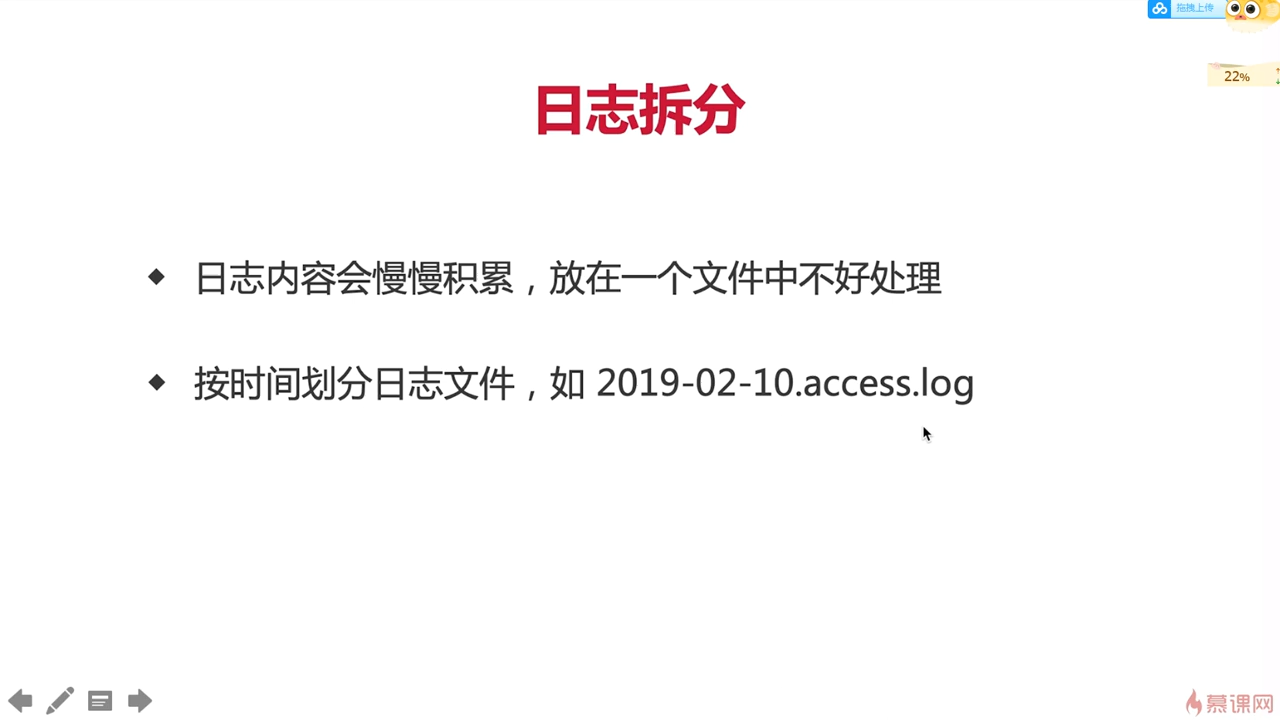 拖拽上传
22%
日志拆分
日志内容会慢慢积累，放在一个文件中不好处理
按时间划分日志文件，如 2019-02-10.access.log
慕课网